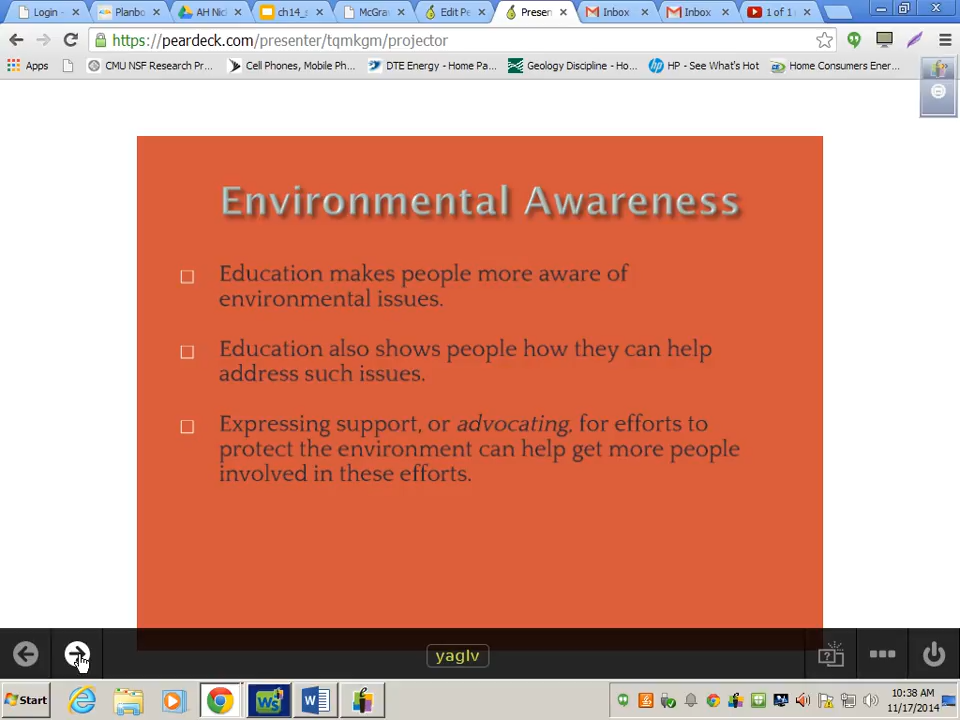 Login -
Planbo
AH Nic
ch14_
McGra
Edit Pe
Presen
Inbox
Inbox
1 of 1
https://peardeck.com/presenter/tqmkgm/projector
Apps
CMU NSF Research Pr...
Cell Phones, Mobile Ph...
DTE Energy - Home Pa...
Geology Discipline - Ho...
HP - See What's Hot
Home Consumers Ener...
Environmental Awareness
Education makes people more aware of
environmental issues.
Education also shows people how they can help
address such issues.
Expressing support, or advocating, for efforts to
protect the environment can help get more people
involved in these efforts.
yaglv
Start
10:38 AM
11/17/2014